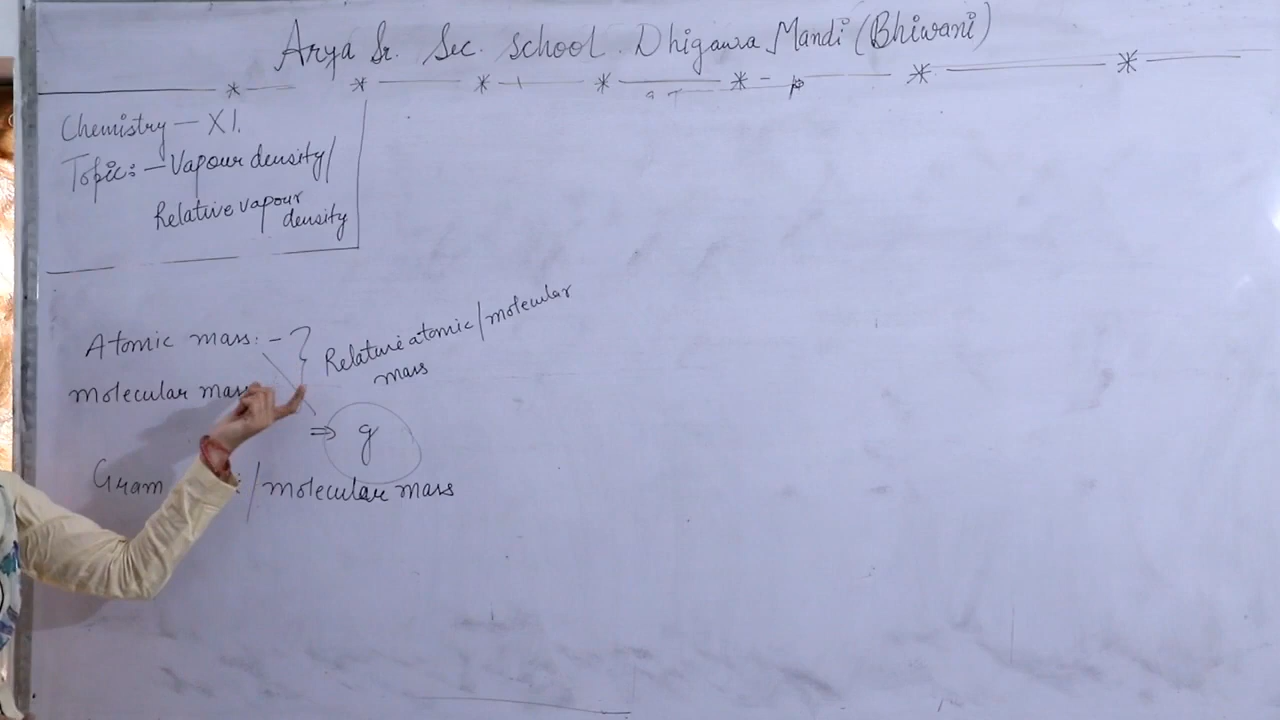 Arya Sr. Sec. School. Dhigawa Mandi (Bhiwani)
Chemistry — XI.
Topic: — Vapour density/
Relative vapour
density
Atomic mass: -
Relative atomic/molecular
mass
molecular mass
⇒ g
Gram /molecular mass